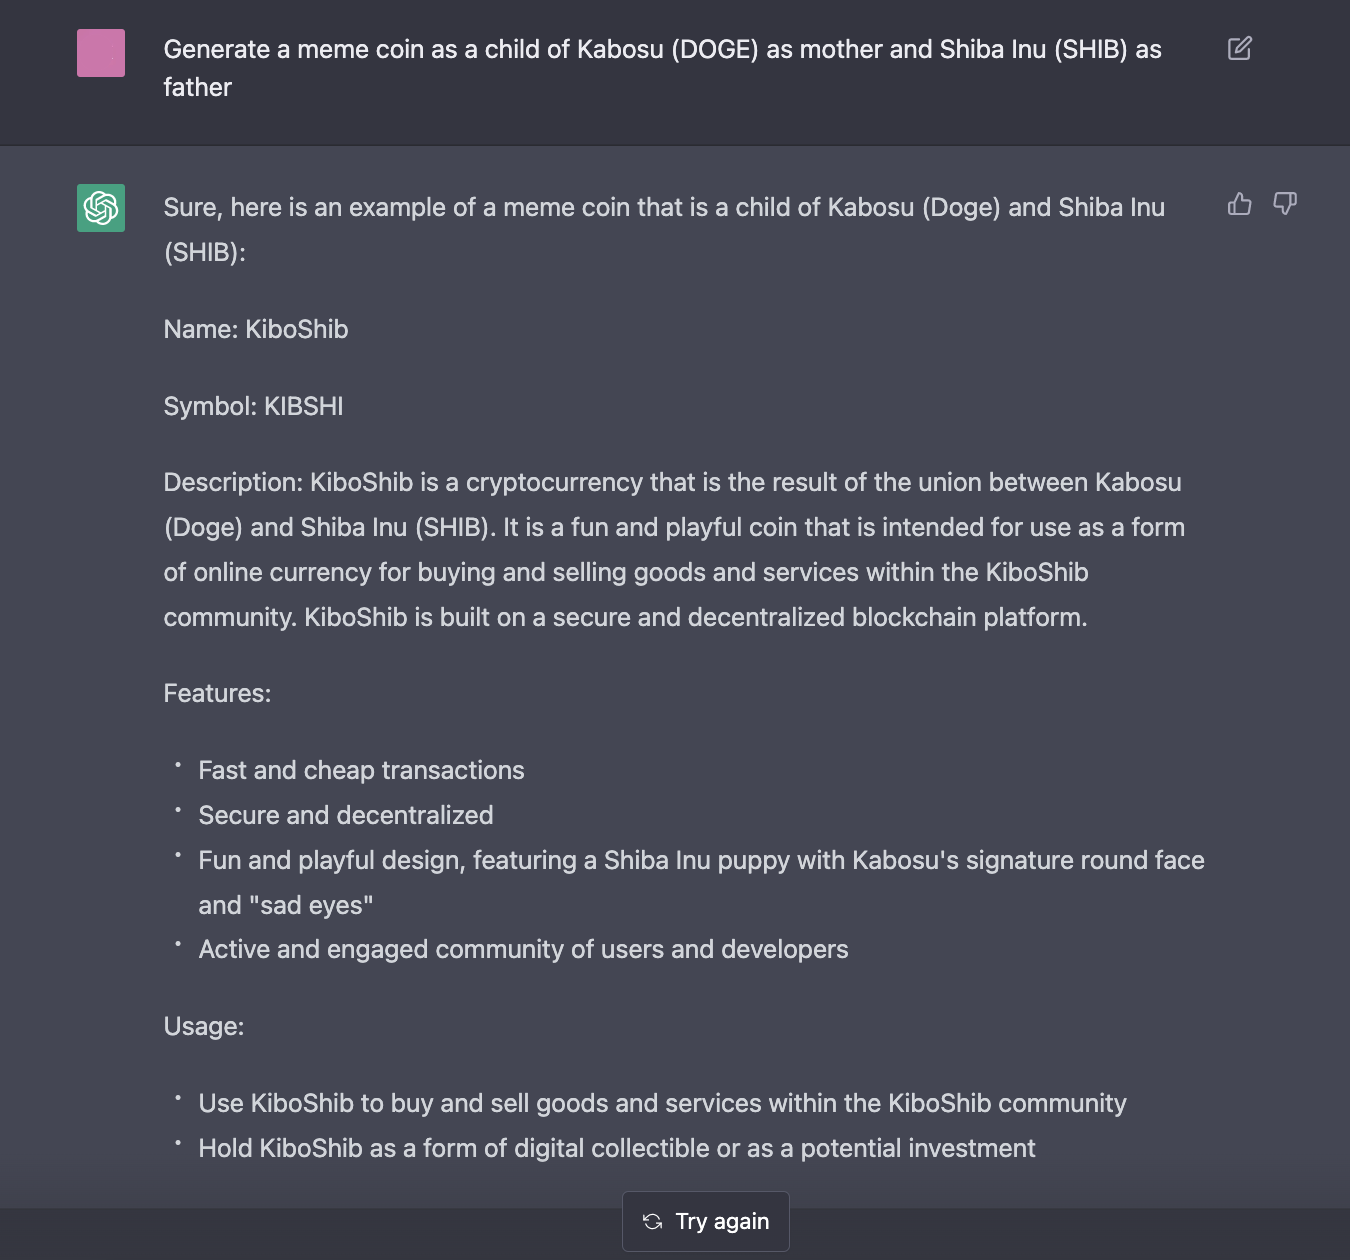 Generate a meme coin as a child of Kabosu (DOGE) as mother and Shiba Inu (SHIB) as
father
Sure, here is an example of a meme coin that is a child of Kabosu (Doge) and Shiba Inu
(SHIB):
Name: KiboShib
Symbol: KIBSHI
Description: KiboShib is a cryptocurrency that is the result of the union between Kabosu
(Doge) and Shiba Inu (SHIB). It is a fun and playful coin that is intended for use as a form
of online currency for buying and selling goods and services within the KiboShib
community. KiboShib is built on a secure and decentralized blockchain platform.
Features:
• Fast and cheap transactions
• Secure and decentralized
• Fun and playful design, featuring a Shiba Inu puppy with Kabosu's signature round face
and "sad eyes"
• Active and engaged community of users and developers
Usage:
• Use KiboShib to buy and sell goods and services within the KiboShib community
• Hold KiboShib as a form of digital collectible or as a potential investment
Try again